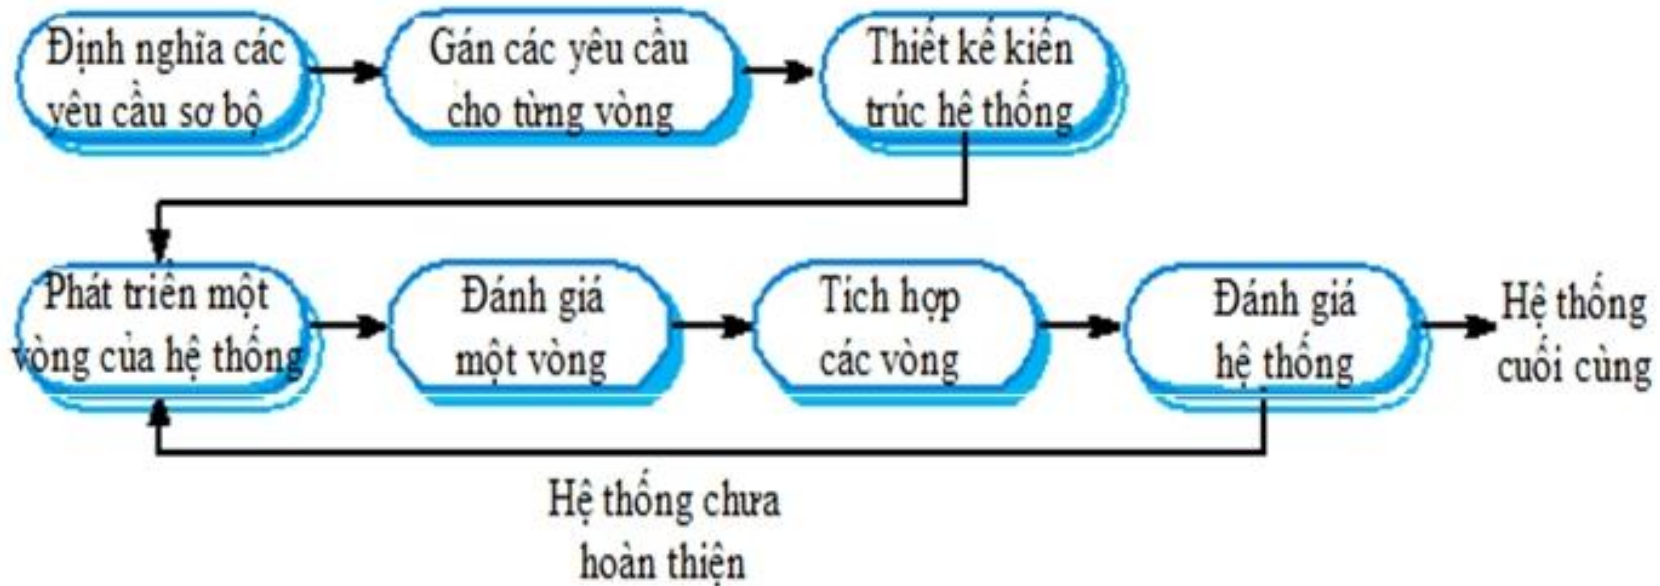 Định nghĩa các
yêu cầu sơ bộ
Gán các yêu cầu
cho từng vòng
Thiết kế kiến
trúc hệ thống
Phát triển một
vòng của hệ thống
Đánh giá
một vòng
Tích hợp
các vòng
Đánh giá
hệ thống
Hệ thống
cuối cùng
Hệ thống chưa
hoàn thiện